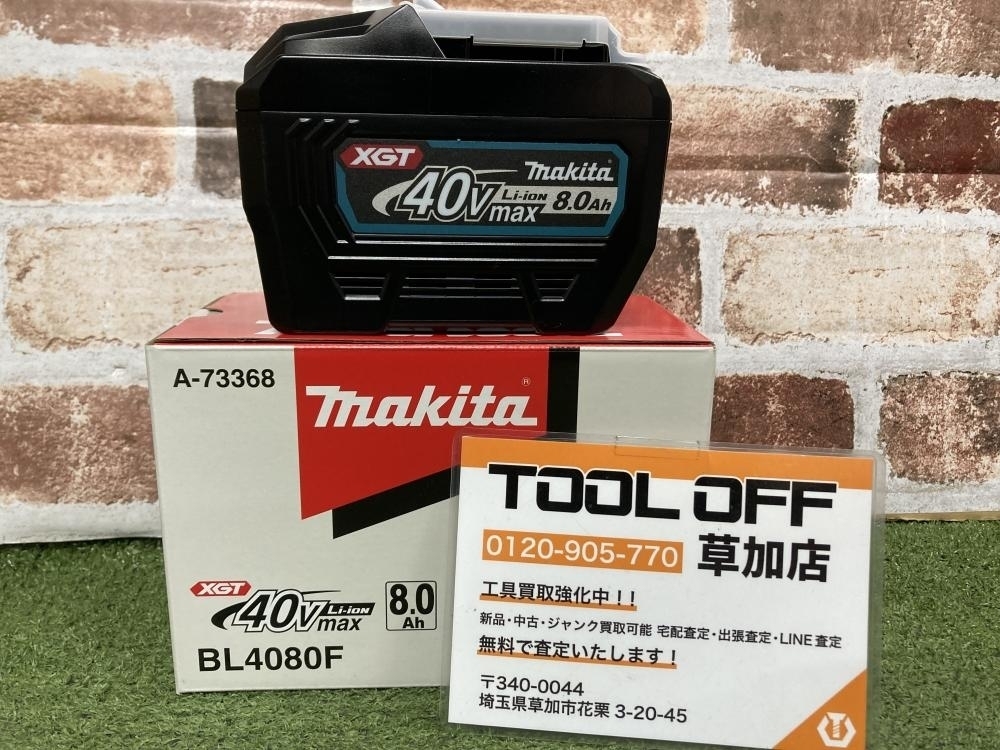 XGT
makita
40Vmax Li-ion 8.0Ah
A-73368
makita®
XGT
40Vmax Li-ion 8.0 Ah
BL4080F
TOOL OFF
0120-905-770 草加店
工具買取強化中！！
新品・中古・ジャンク買取可能 宅配査定・出張査定・LINE査定
無料で査定いたします！
〒340-0044
埼玉県草加市花栗 3-20-45